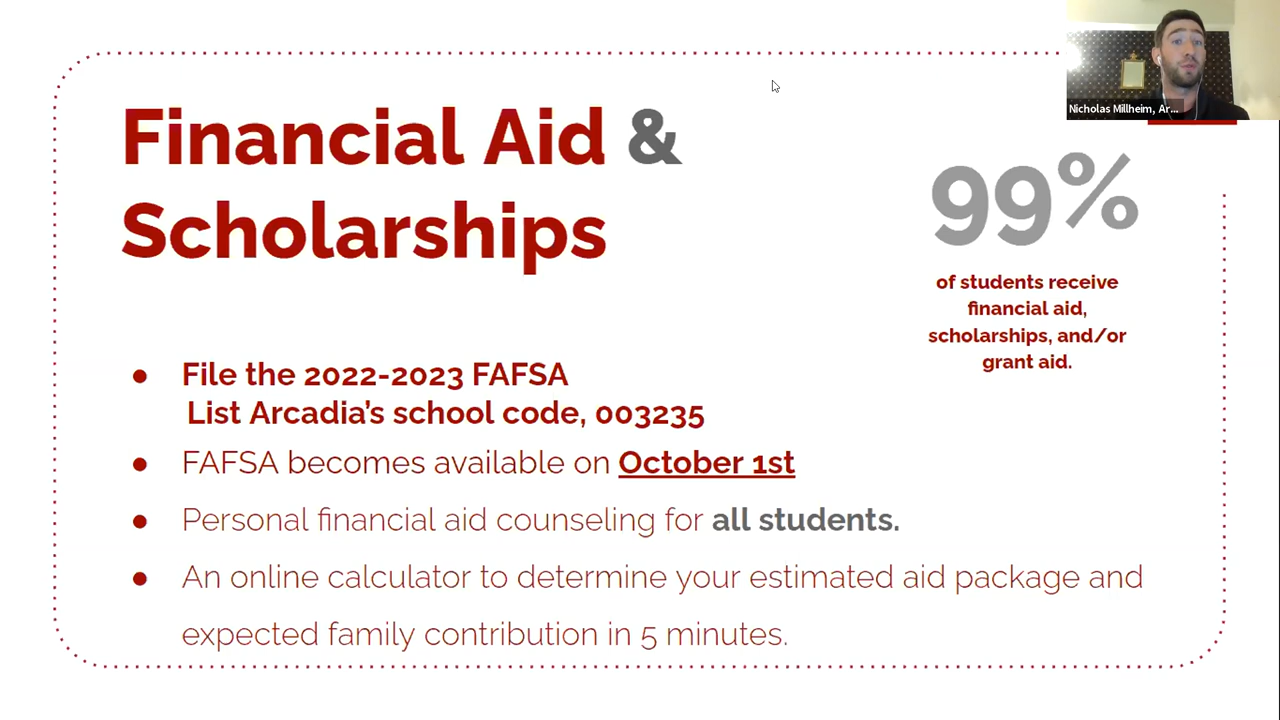 Nicholas Millheim, Ar...
Financial Aid &
Scholarships
99%
of students receive
financial aid,
scholarships, and/or
grant aid.
● File the 2022-2023 FAFSA
List Arcadia's school code, 003235
● FAFSA becomes available on October 1st
● Personal financial aid counseling for all students.
● An online calculator to determine your estimated aid package and
expected family contribution in 5 minutes.